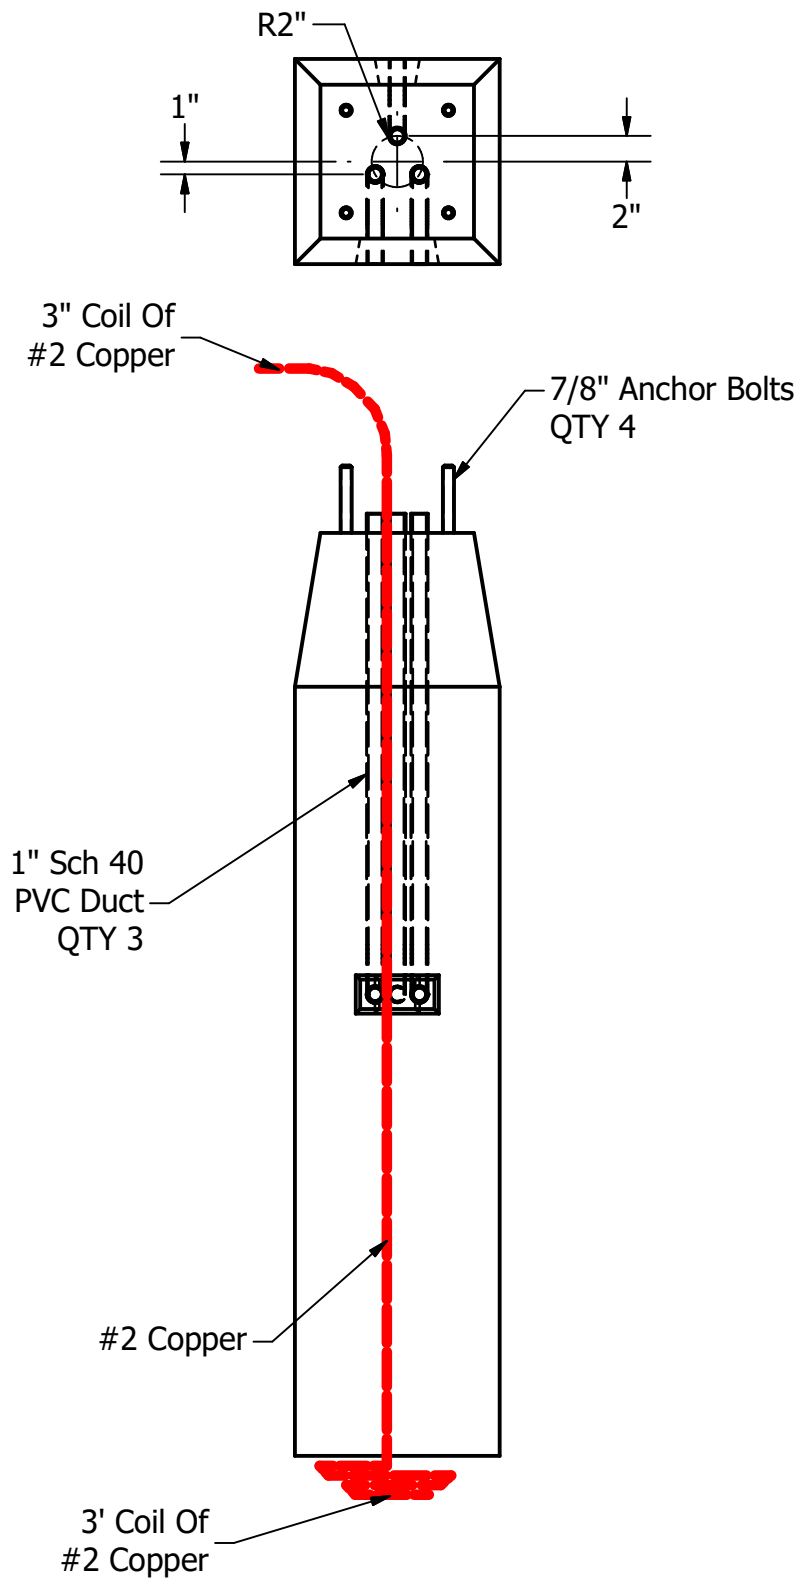 R2"
1"
2"
3" Coil Of
#2 Copper
7/8" Anchor Bolts
QTY 4
1" Sch 40
PVC Duct
QTY 3
#2 Copper
3' Coil Of
#2 Copper